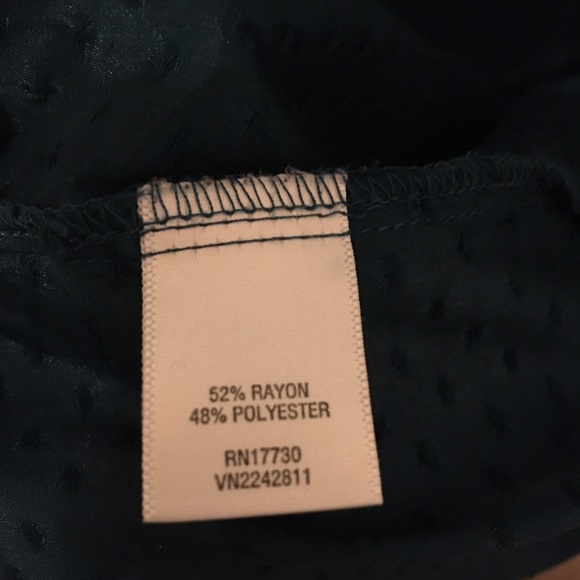 52% RAYON
48% POLYESTER
RN17730
VN2242811